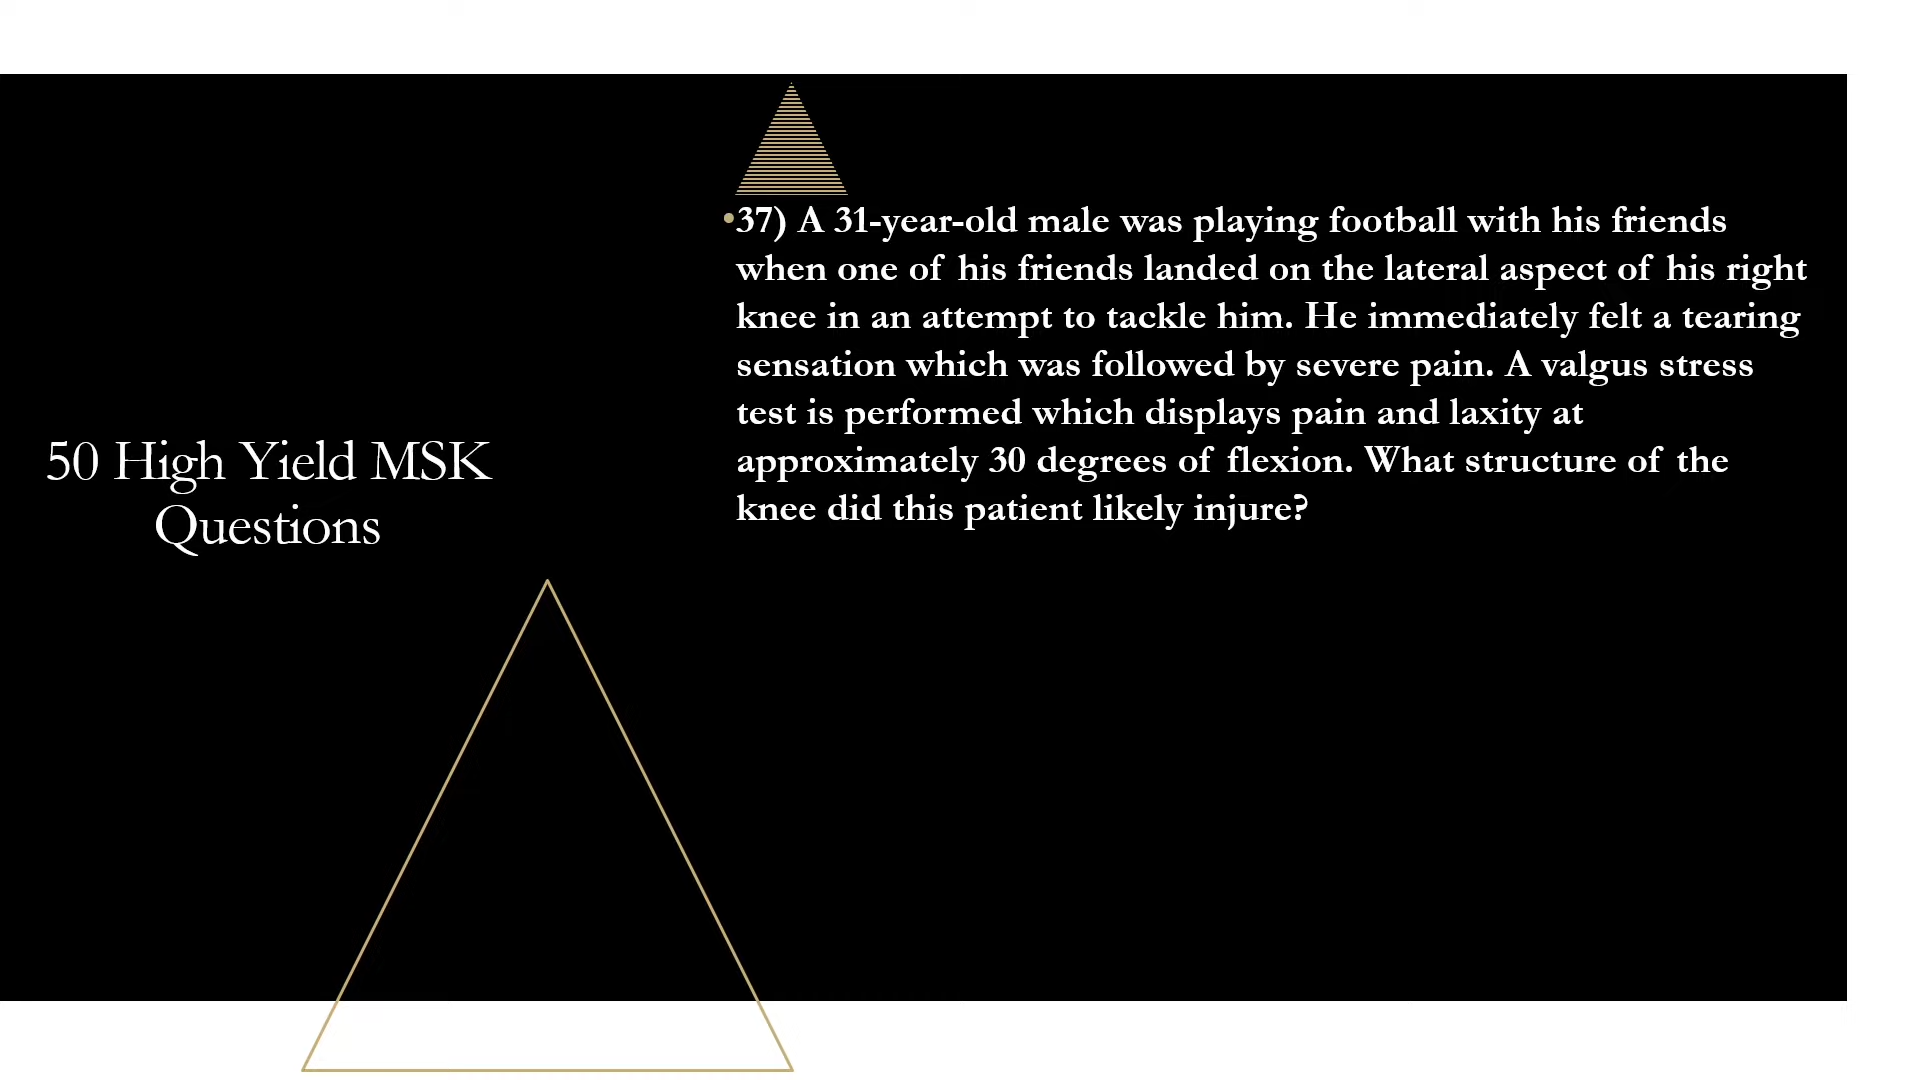 50 High Yield MSK
Questions
•37) A 31-year-old male was playing football with his friends
when one of his friends landed on the lateral aspect of his right
knee in an attempt to tackle him. He immediately felt a tearing
sensation which was followed by severe pain. A valgus stress
test is performed which displays pain and laxity at
approximately 30 degrees of flexion. What structure of the
knee did this patient likely injure?